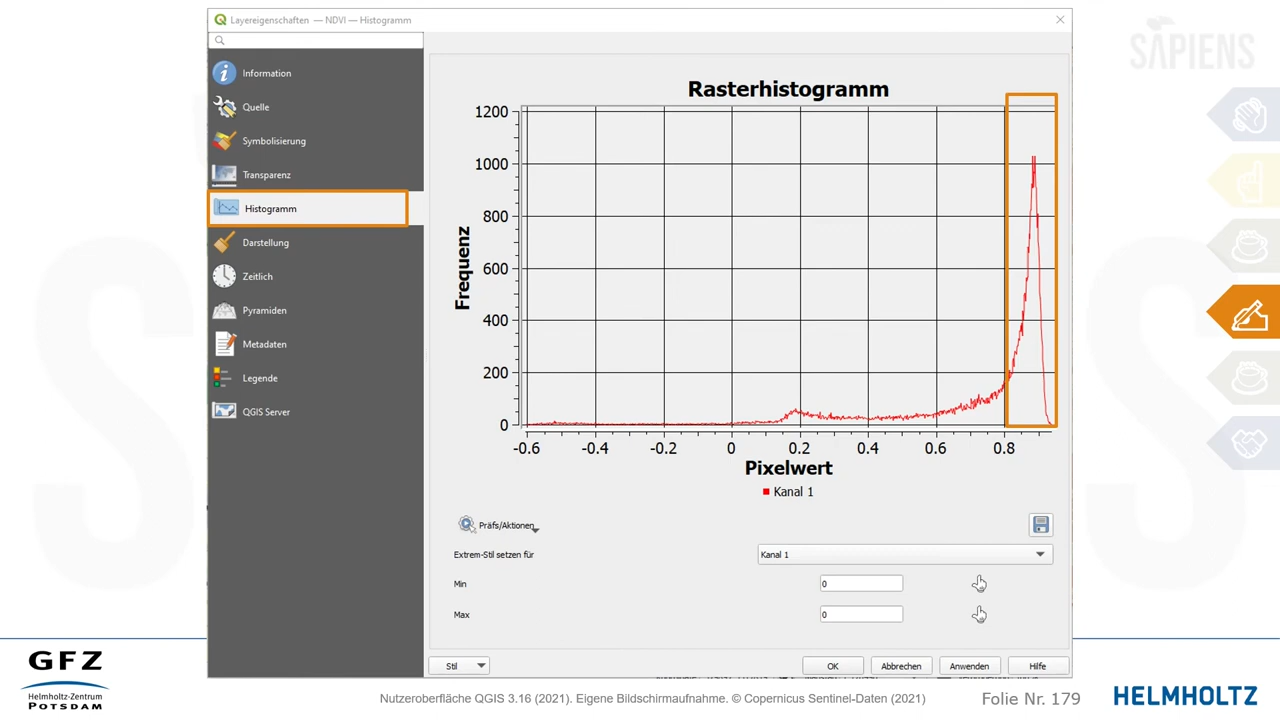 Layereigenschaften — NDVI — Histogramm
SAPIENS
Information
Quelle
Symbolisierung
Transparenz
Histogramm
Darstellung
Zeitlich
Pyramiden
Metadaten
Legende
QGIS Server
Rasterhistogramm
Frequenz
1200
1000
800
600
400
200
0
-0.6 -0.4 -0.2 0 0.2 0.4 0.6 0.8
Pixelwert
Kanal 1
Präfs/Aktionen
Extrem-Stil setzen für Kanal 1
Min 0
Max 0
Stil OK Abbrechen Anwenden Hilfe
GFZ
Helmholtz-Zentrum
POTSDAM
Nutzeroberfläche QGIS 3.16 (2021). Eigene Bildschirmaufnahme. © Copernicus Sentinel-Daten (2021)
Folie Nr. 179
HELMHOLTZ